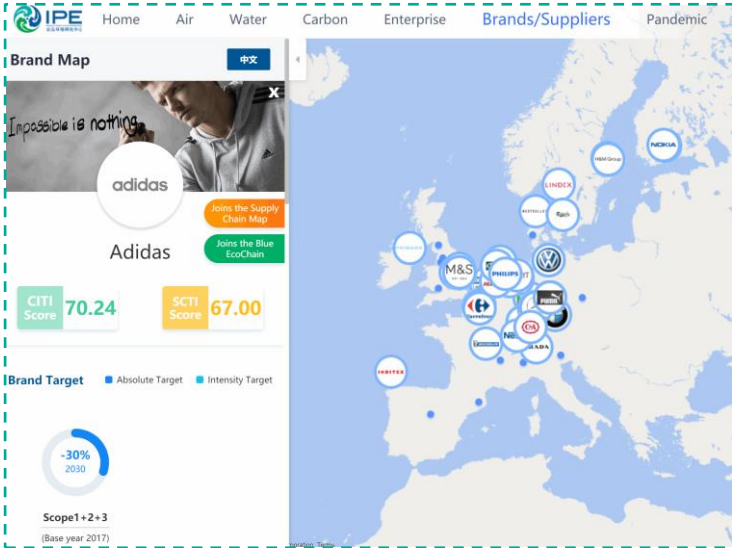 IPE
Home Air Water Carbon Enterprise Brands/Suppliers Pandemic
Brand Map
中文
X
Impossible is nothing
adidas
Joins the Supply
Chain Map
Adidas
Joins the Blue
EcoChain
CITI
Score
70.24
SCTI
Score
67.00
Brand Target
Absolute Target
Intensity Target
-30%
2030
Scope1+2+3
(Base year 2017)
NOKIA
H&M Group
LINDEX
M&S
PHILIPS
PUMA
C&A
INDITEX